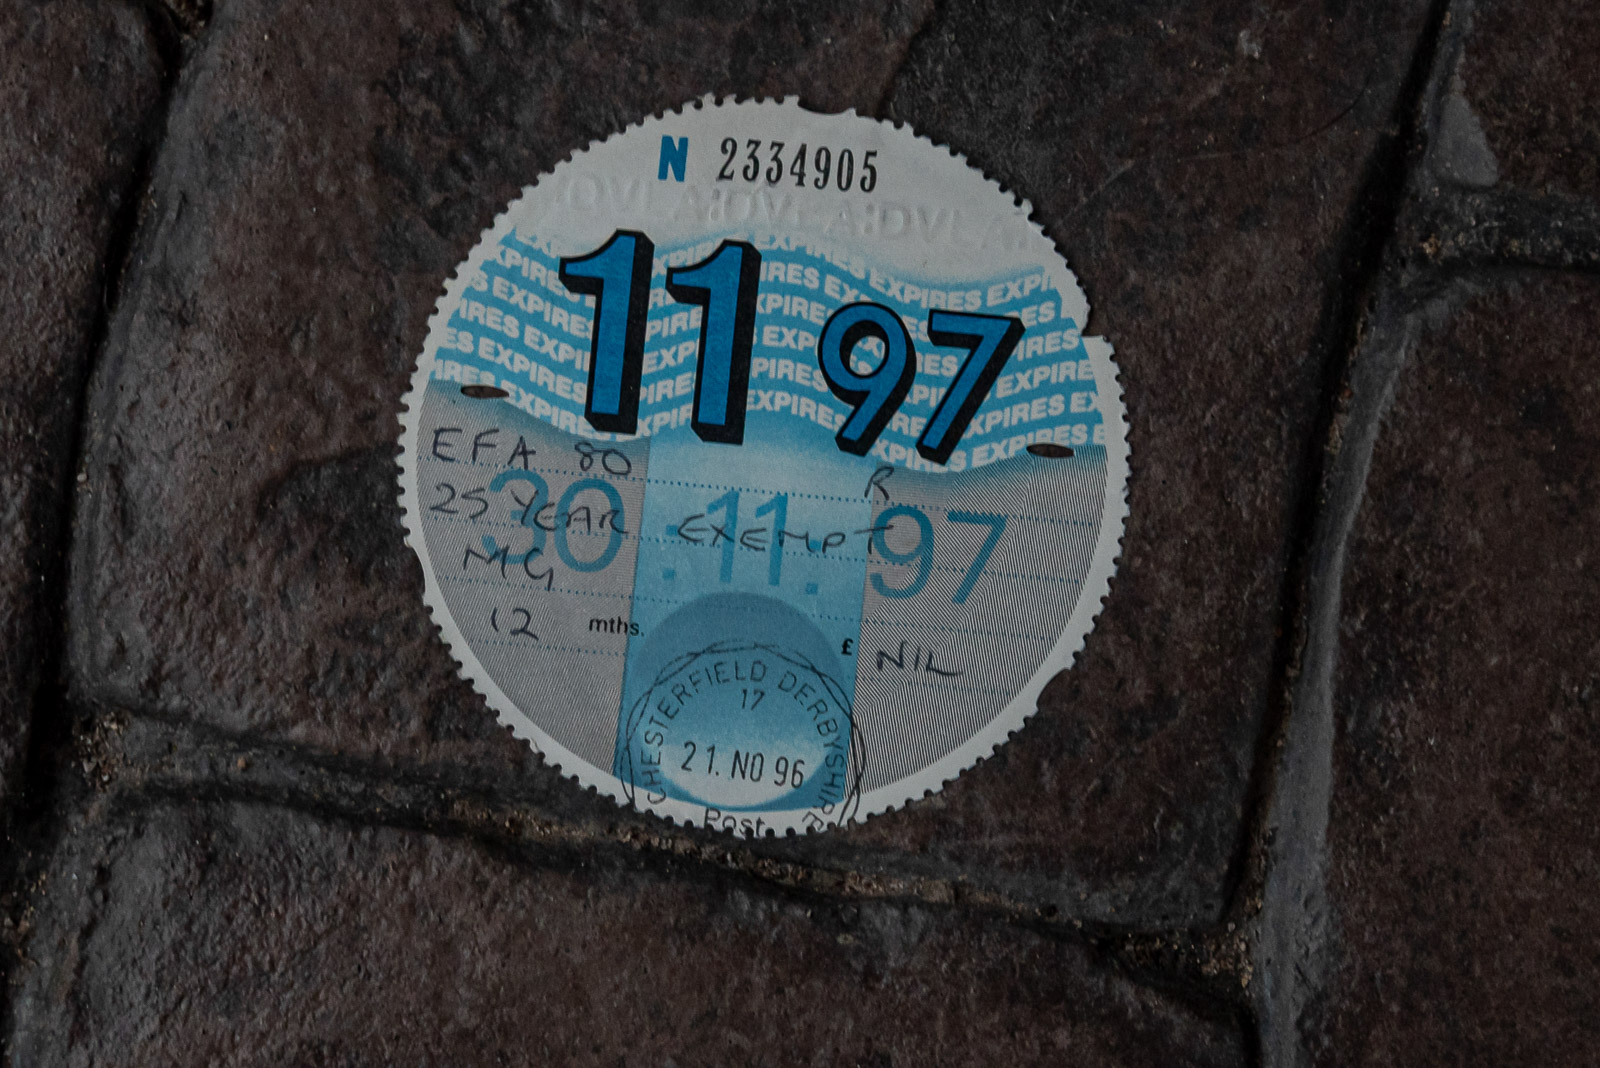 N 2334905
11 97
EXPIRES EXPIRES EXPIRES EXPIRES
EFA 80 R
25 YEAR EXEMPT
30.11.97
MG
12 mths. £ NIL
CHESTERFIELD DERBYSHIRE
17
21. NO 96
Post